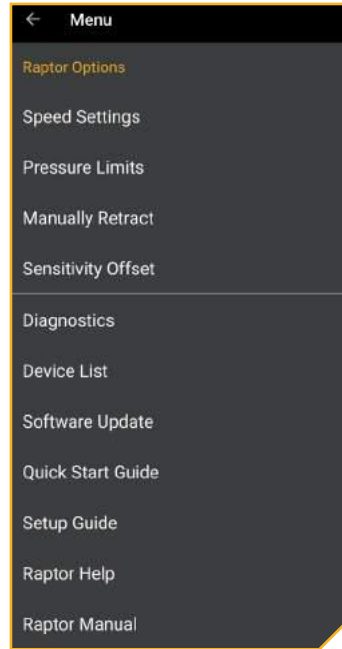 Menu
Raptor Options
Speed Settings
Pressure Limits
Manually Retract
Sensitivity Offset
Diagnostics
Device List
Software Update
Quick Start Guide
Setup Guide
Raptor Help
Raptor Manual